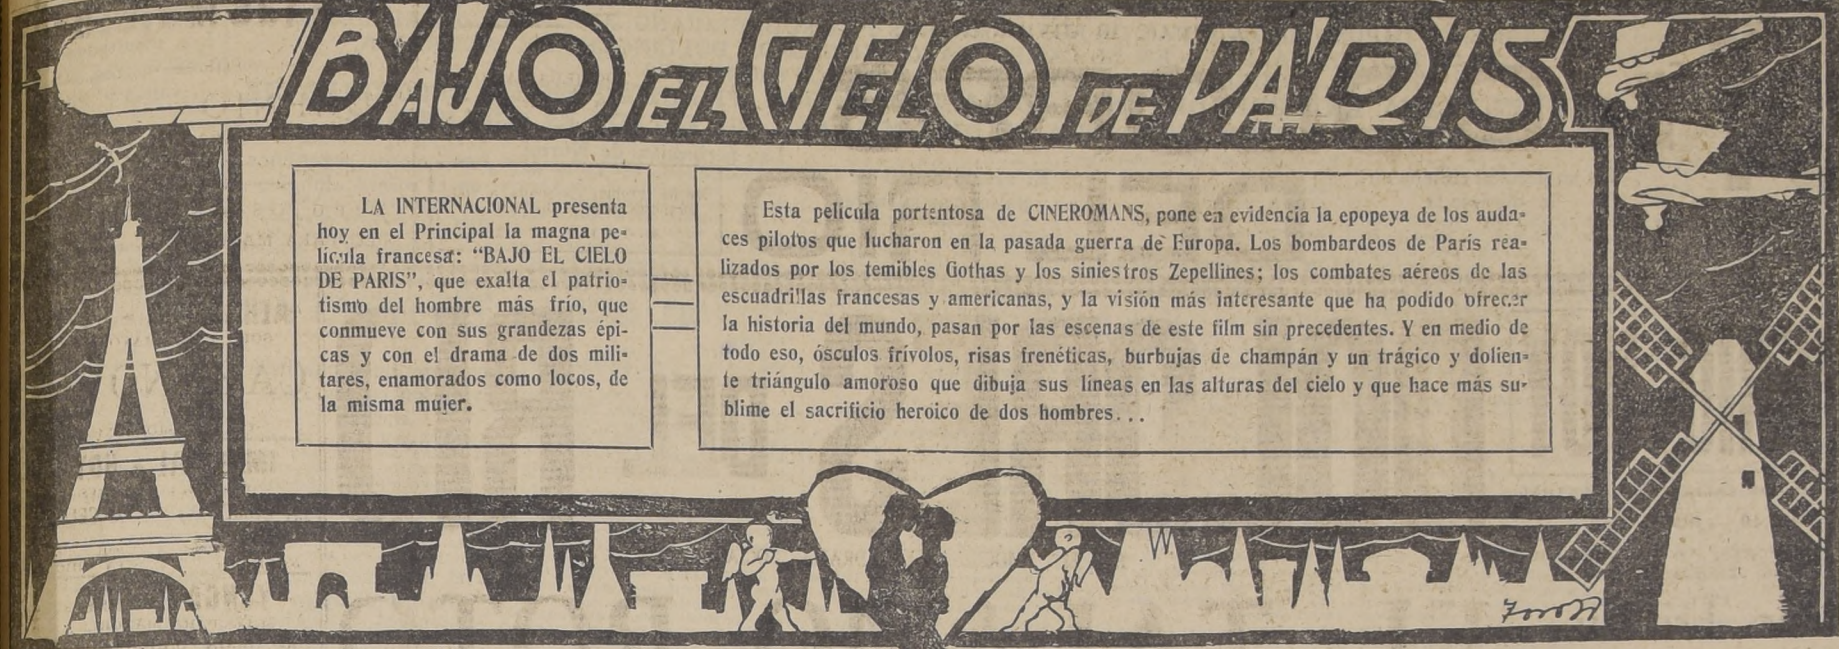 BAJO EL CIELO DE PARIS
LA INTERNACIONAL presenta
hoy en el Principal la magna pe-
lícula francesa: "BAJO EL CIELO
DE PARIS", que exalta el patrio-
tismo del hombre más frío, que
conmueve con sus grandezas épi-
cas y con el drama de dos mili-
tares, enamorados como locos, de
la misma mujer.
Esta película portentosa de CINEROMANS, pone en evidencia la epopeya de los auda-
ces pilotos que lucharon en la pasada guerra de Europa. Los bombardeos de París rea-
lizados por los temibles Gothas y los siniestros Zepellines; los combates aéreos de las
escuadrillas francesas y americanas, y la visión más interesante que ha podido ofrecer
la historia del mundo, pasan por las escenas de este film sin precedentes. Y en medio de
todo eso, ósculos frívolos, risas frenéticas, burbujas de champán y un trágico y dolien-
te triángulo amoroso que dibuja sus líneas en las alturas del cielo y que hace más su-
blime el sacrificio heroico de dos hombres...